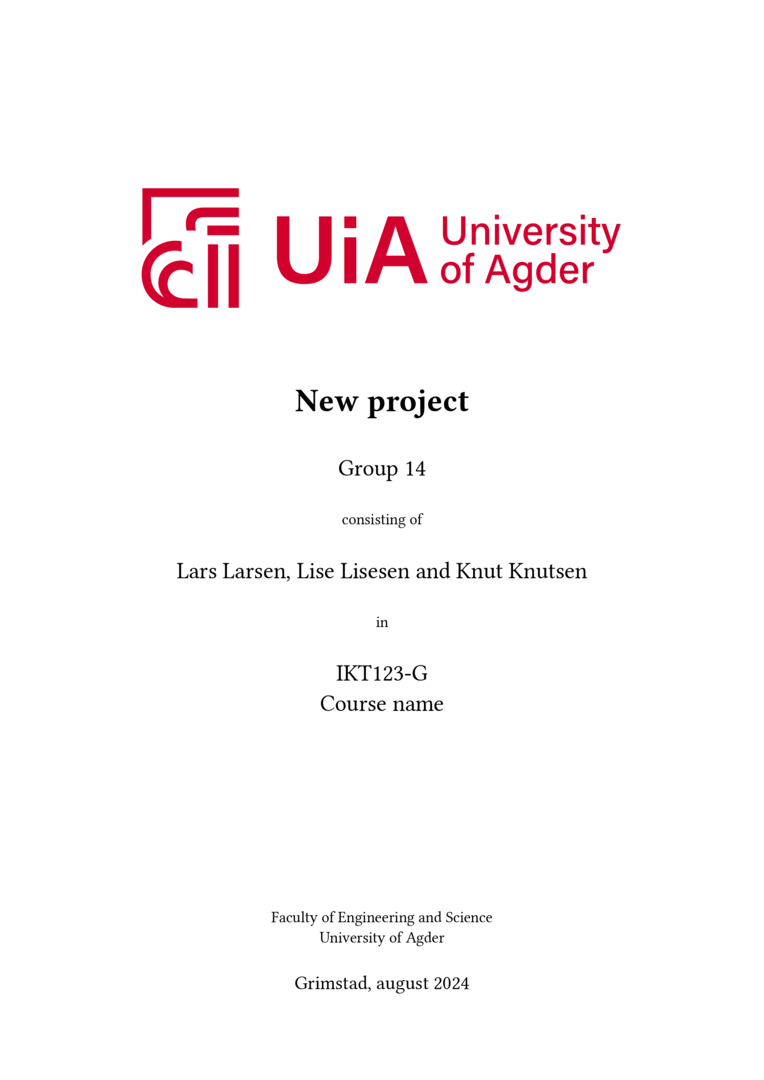 UiA University
of Agder
New project
Group 14
consisting of
Lars Larsen, Lise Lisesen and Knut Knutsen
in
IKT123-G
Course name
Faculty of Engineering and Science
University of Agder
Grimstad, august 2024